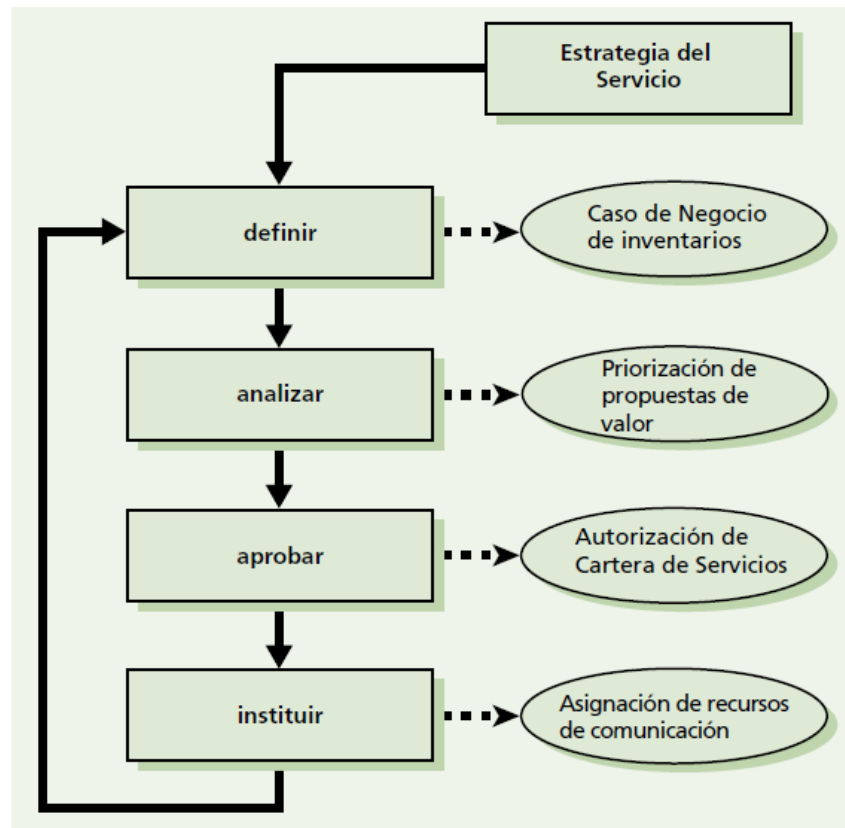 Estrategia del
Servicio
definir
Caso de Negocio
de inventarios
analizar
Priorización de
propuestas de
valor
aprobar
Autorización de
Cartera de Servicios
instituir
Asignación de recursos
de comunicación